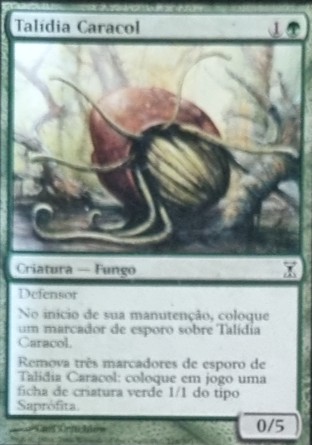 Talídia Caracol 1
Criatura — Fungo
Defensor
No início de sua manutenção, coloque
um marcador de esporo sobre Talídia
Caracol.
Remova três marcadores de esporo de
Talídia Caracol: coloque em jogo uma
ficha de criatura verde 1/1 do tipo
Saprófita.
0/5